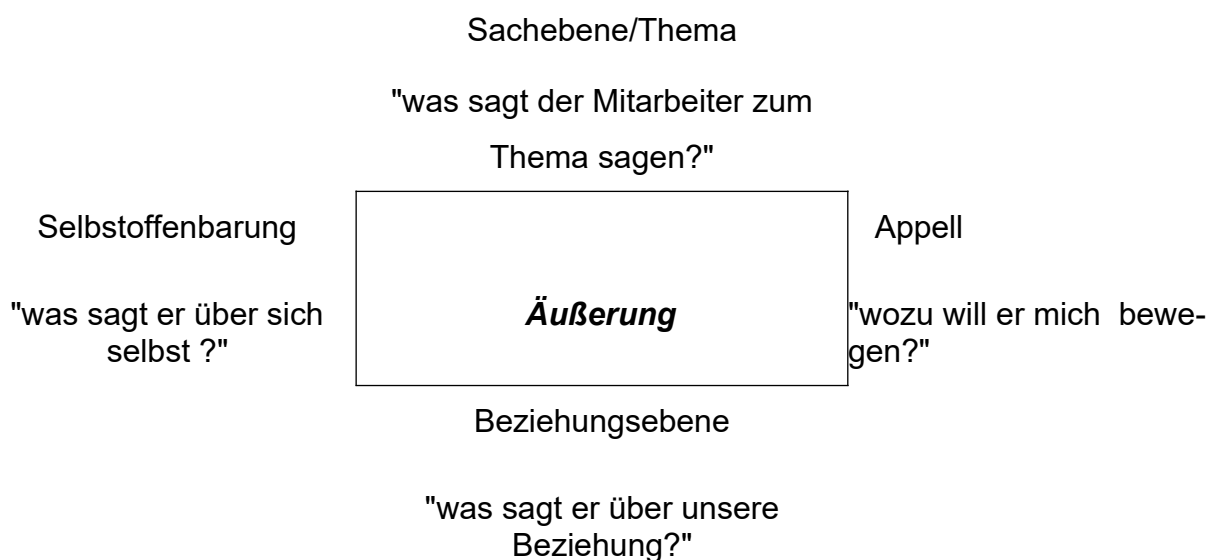 Sachebene/Thema
"was sagt der Mitarbeiter zum
Thema sagen?"
Selbstoffenbarung
"was sagt er über sich
selbst ?"
Äußerung
Appell
"wozu will er mich  bewe-
gen?"
Beziehungsebene
"was sagt er über unsere
Beziehung?"